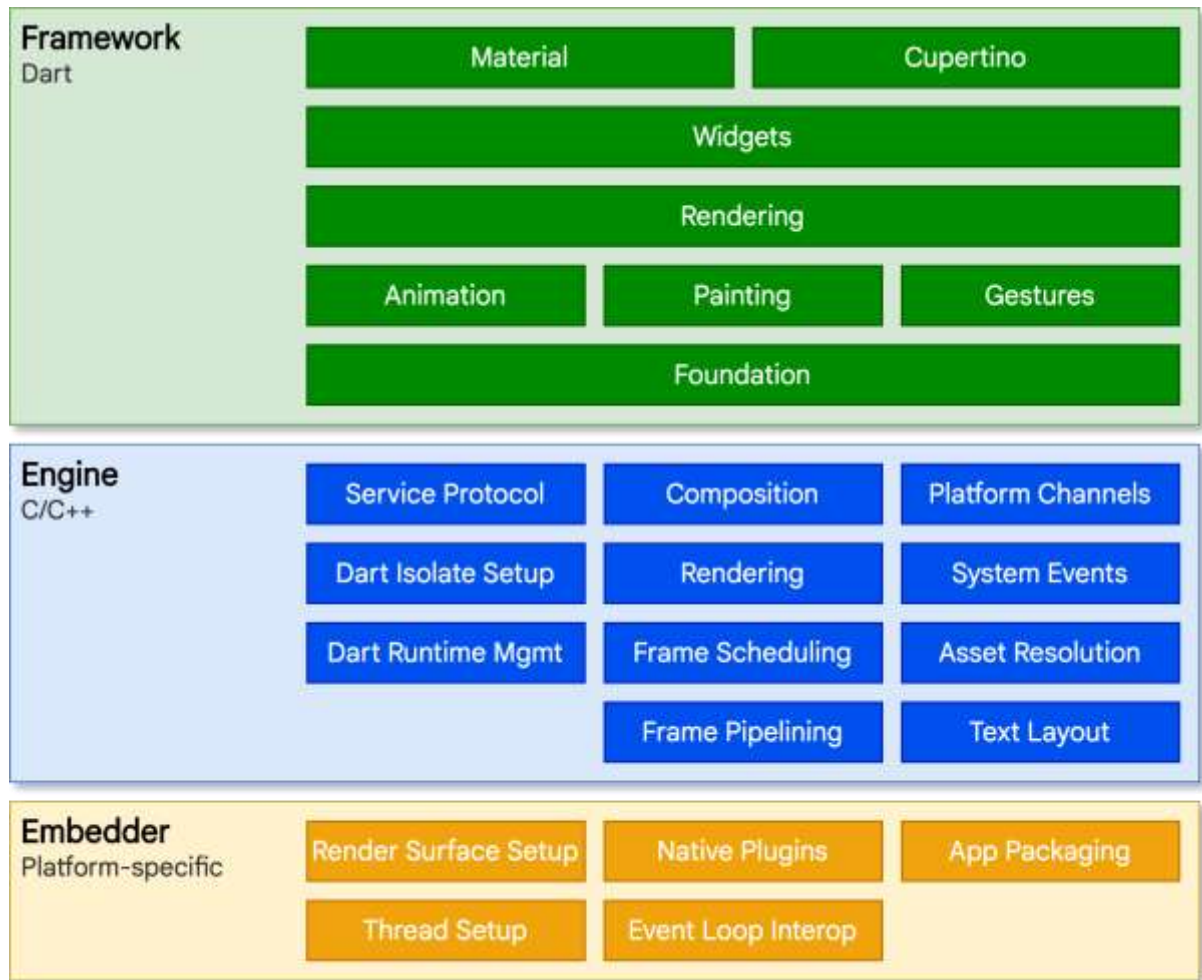 Framework
Dart
Material
Cupertino
Widgets
Rendering
Animation
Painting
Gestures
Foundation
Engine
C/C++
Service Protocol
Composition
Platform Channels
Dart Isolate Setup
Rendering
System Events
Dart Runtime Mgmt
Frame Scheduling
Asset Resolution
Frame Pipelining
Text Layout
Embedder
Platform-specific
Render Surface Setup
Native Plugins
App Packaging
Thread Setup
Event Loop Interop